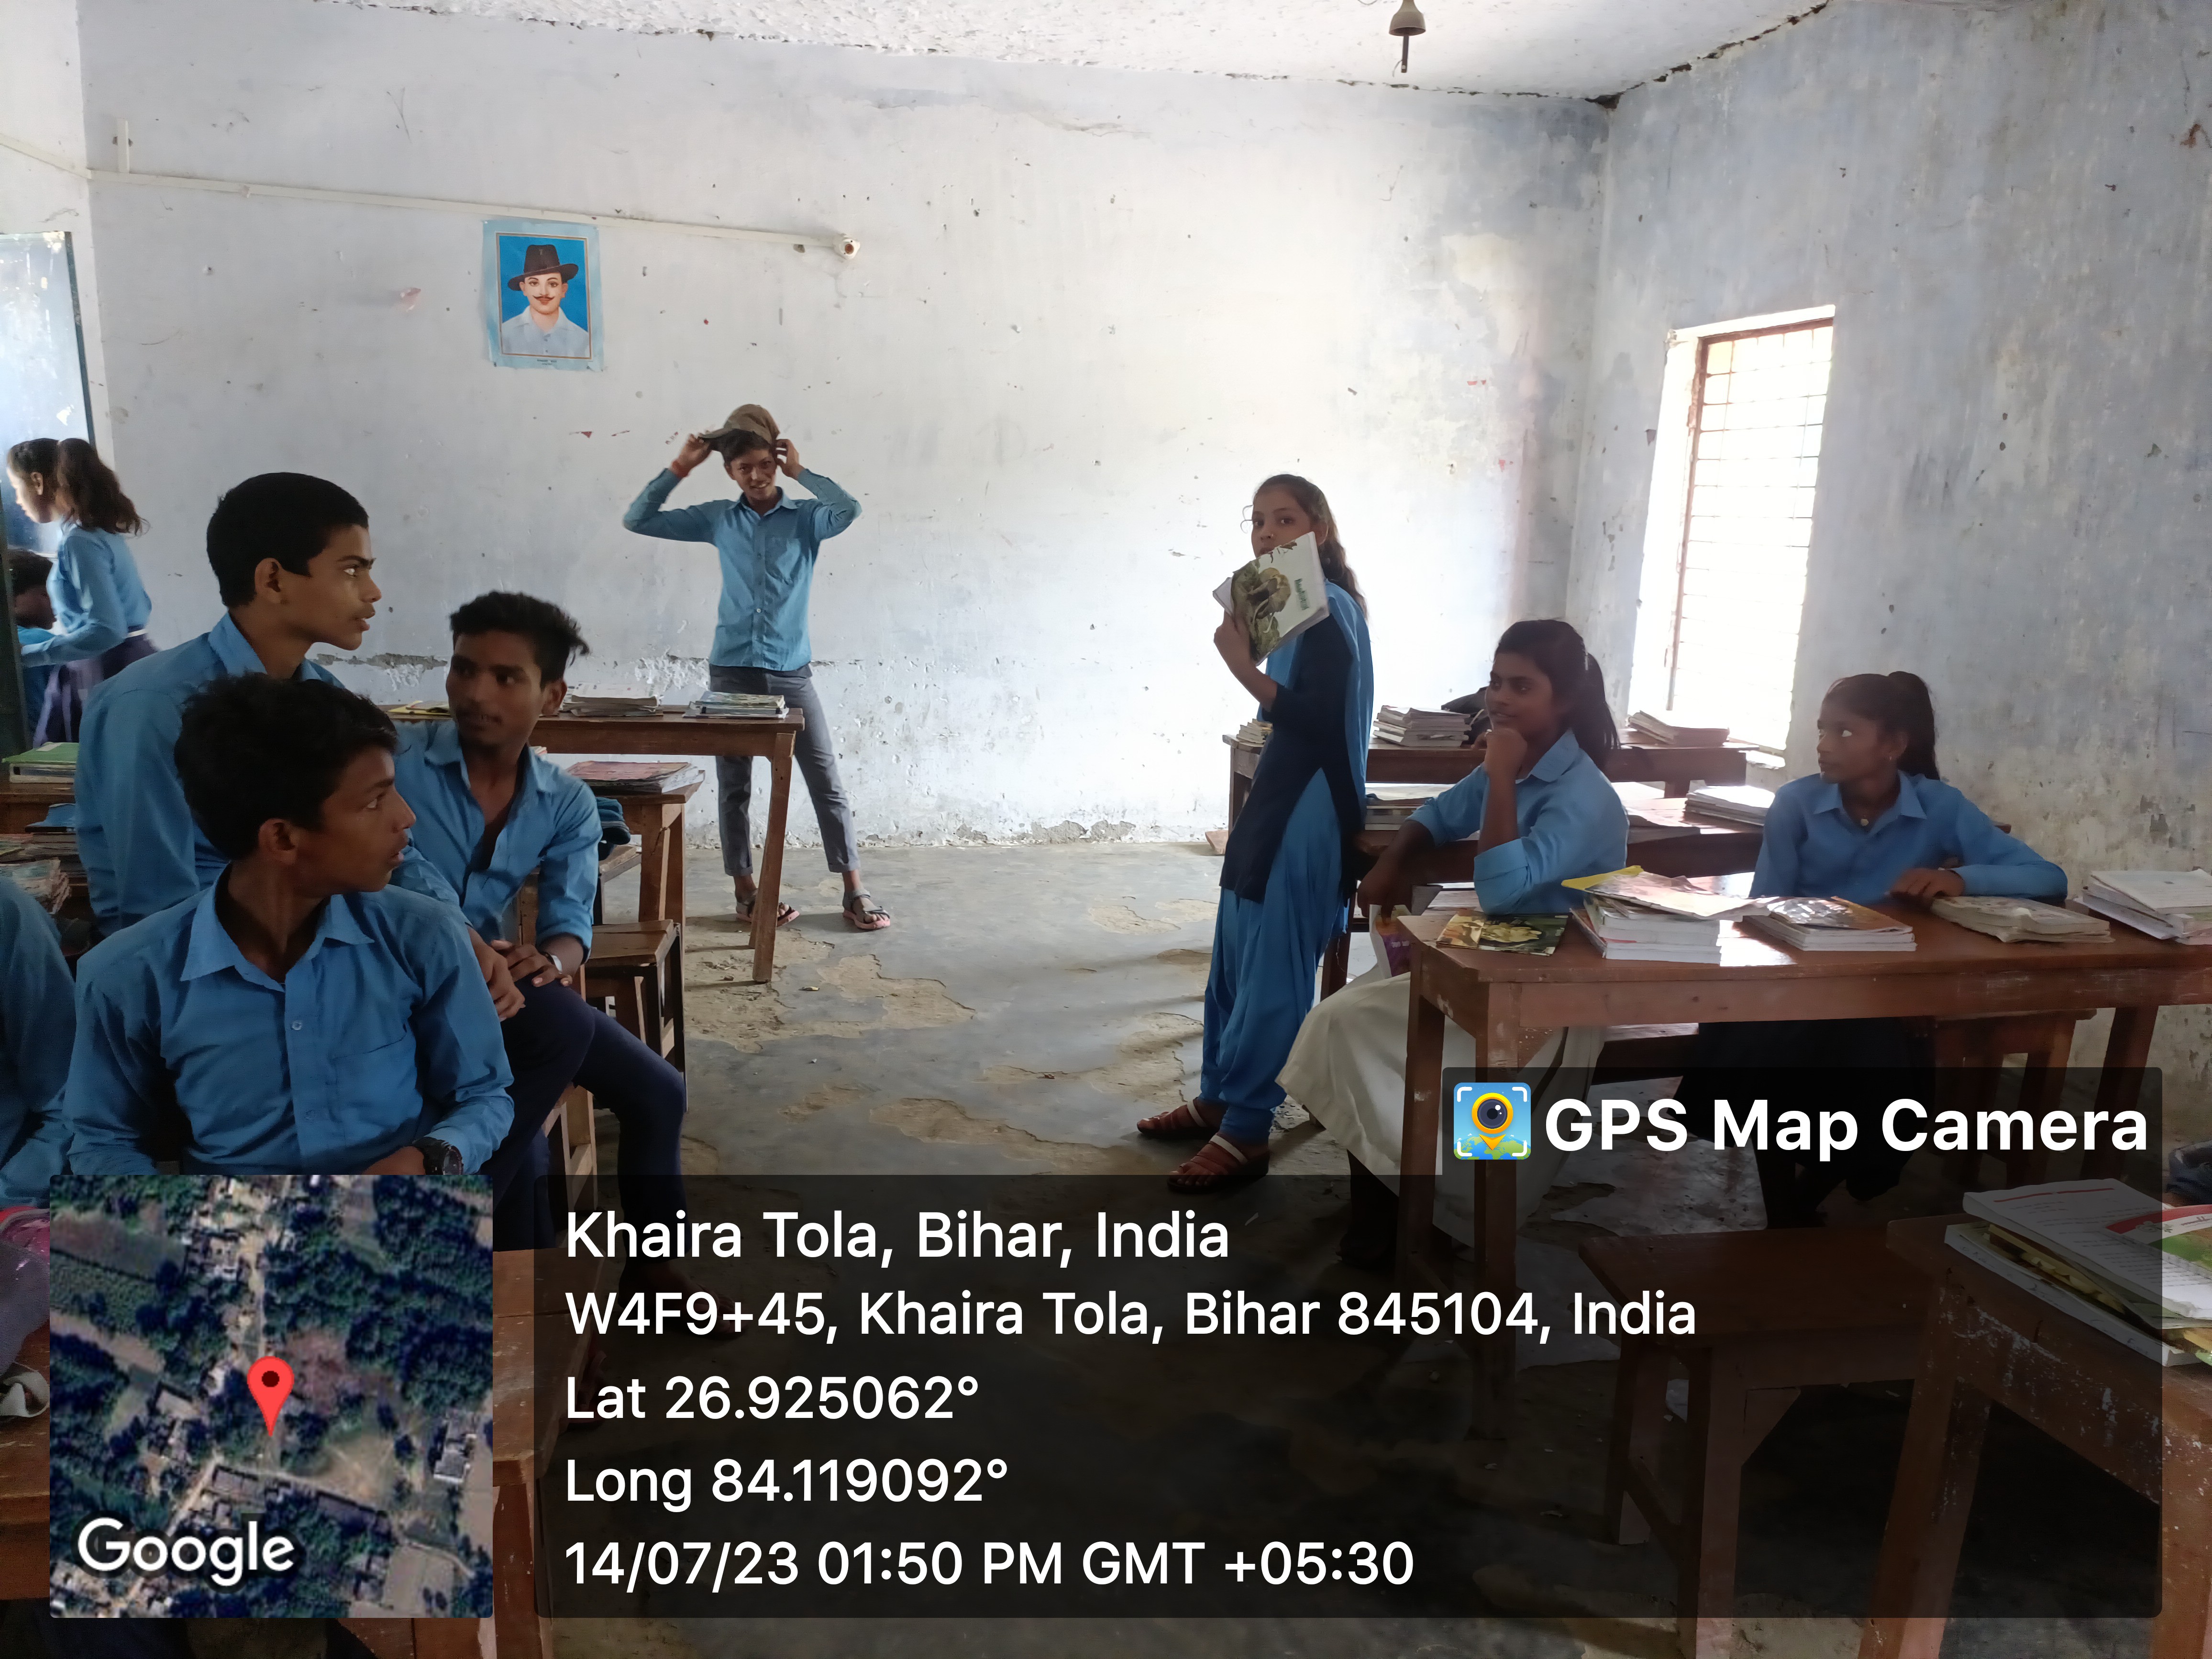 GPS Map Camera
Khaira Tola, Bihar, India
W4F9+45, Khaira Tola, Bihar 845104, India
Lat 26.925062°
Long 84.119092°
14/07/23 01:50 PM GMT +05:30
Google